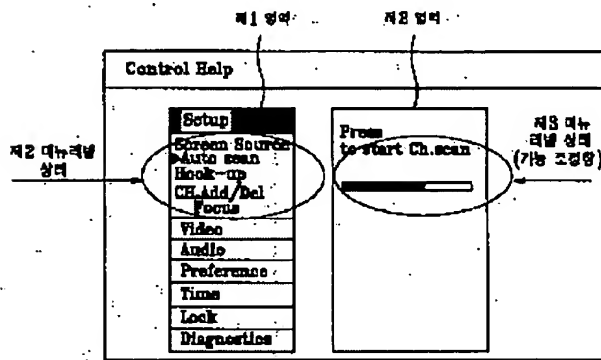 제1 영역
제2 영역
Control Help
Setup
Screen Source
Auto scan
Hook-up
CH.Add/Del
Focus
Video
Audio
Preference
Time
Lock
Diagnostics
Press
to start Ch.scan
제2 메뉴레벨
상태
제3 메뉴
레벨 상태
(기능 조정창)